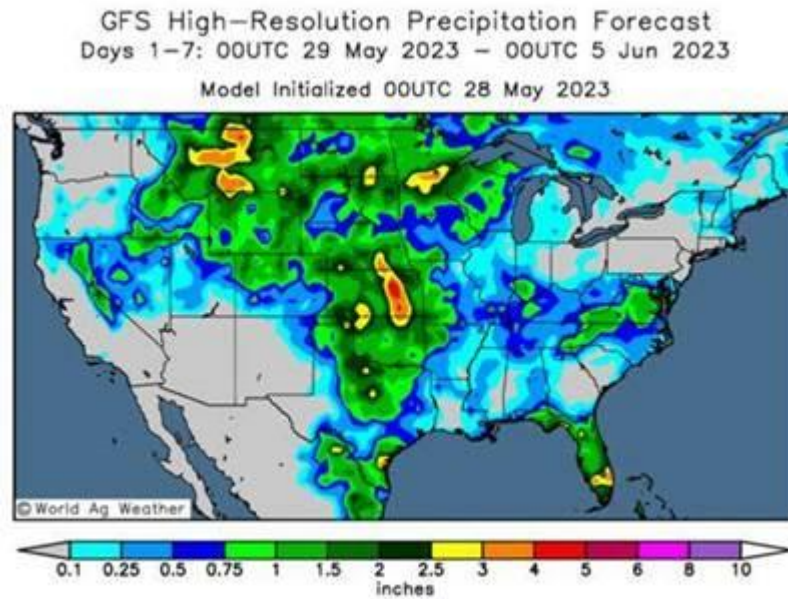 GFS High-Resolution Precipitation Forecast
Days 1-7: 00UTC 29 May 2023 - 00UTC 5 Jun 2023
Model Initialized 00UTC 28 May 2023
© World Ag Weather
0.1 0.25 0.5 0.75 1 1.5 2 2.5 3 4 5 6 8 10
inches